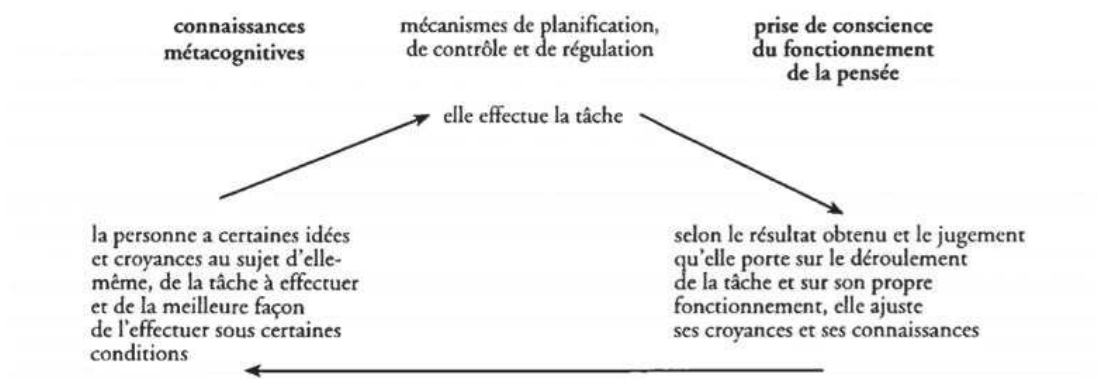 connaissances
métacognitives
mécanismes de planification,
de contrôle et de régulation
prise de conscience
du fonctionnement
de la pensée
elle effectue la tâche
la personne a certaines idées
et croyances au sujet d'elle-
même, de la tâche à effectuer
et de la meilleure façon
de l'effectuer sous certaines
conditions
selon le résultat obtenu et le jugement
qu'elle porte sur le déroulement
de la tâche et sur son propre
fonctionnement, elle ajuste
ses croyances et ses connaissances